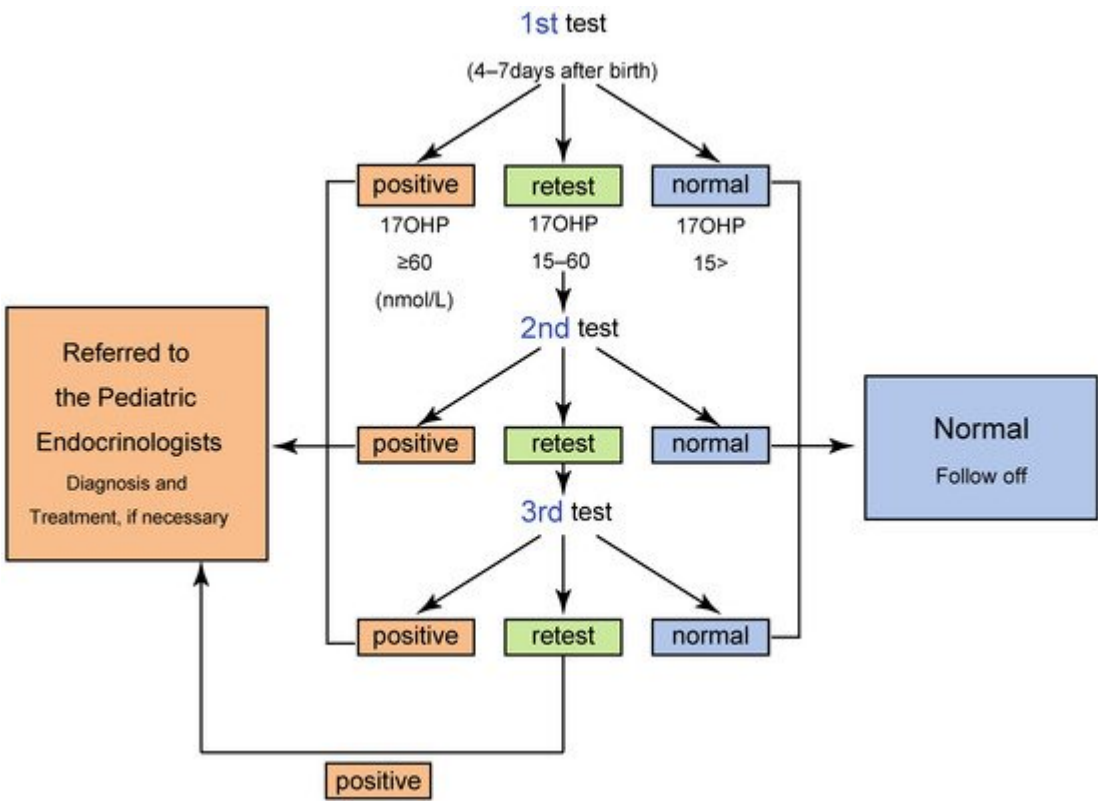 1st test
(4–7days after birth)
positive
retest
normal
17OHP
17OHP
17OHP
≥60
15–60
15>
(nmol/L)
2nd test
Referred to
the Pediatric
Endocrinologists
Diagnosis and
Treatment, if necessary
positive
retest
normal
Normal
Follow off
3rd test
positive
retest
normal
positive